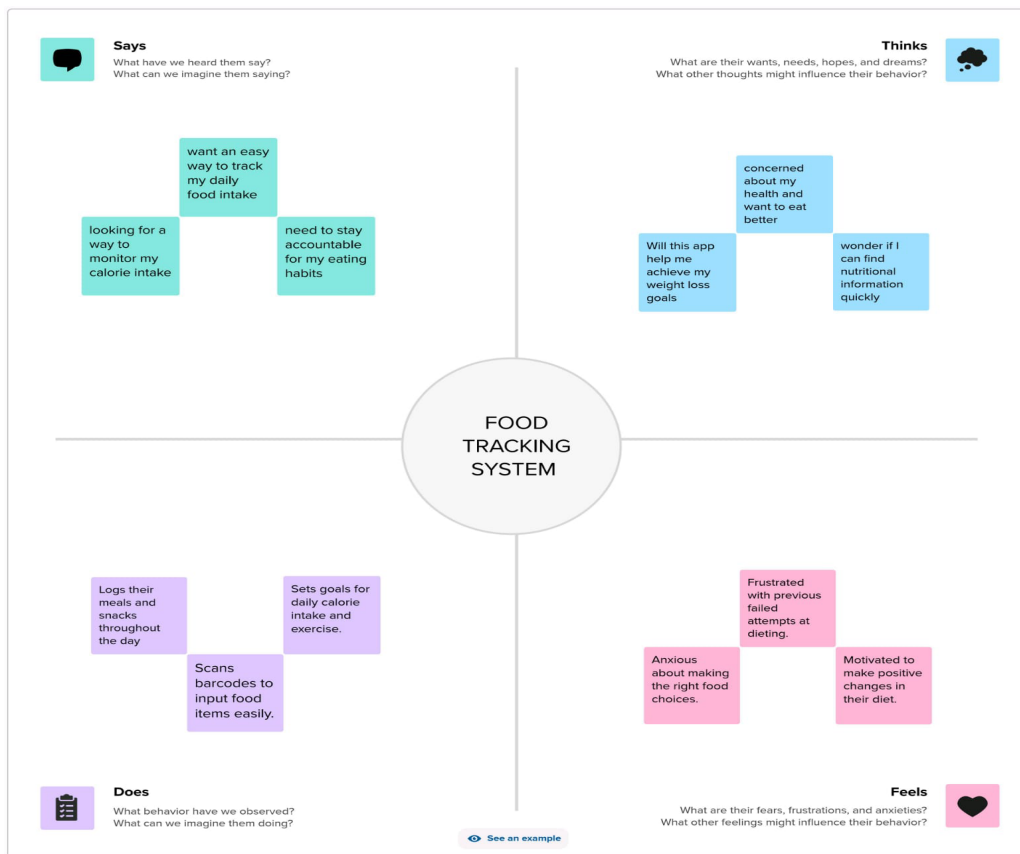 Says
What have we heard them say?
What can we imagine them saying?
want an easy
way to track
my daily
food intake
looking for a
way to
monitor my
calorie intake
need to stay
accountable
for my eating
habits
Thinks
What are their wants, needs, hopes, and dreams?
What other thoughts might influence their behavior?
concerned
about my
health and
want to eat
better
Will this app
help me
achieve my
weight loss
goals
wonder if I
can find
nutritional
information
quickly
FOOD
TRACKING
SYSTEM
Logs their
meals and
snacks
throughout
the day
Scans
barcodes to
input food
items easily.
Sets goals for
daily calorie
intake and
exercise.
Does
What behavior have we observed?
What can we imagine them doing?
Frustrated
with previous
failed
attempts at
dieting.
Anxious
about making
the right food
choices.
Motivated to
make positive
changes in
their diet.
Feels
What are their fears, frustrations, and anxieties?
What other feelings might influence their behavior?
See an example